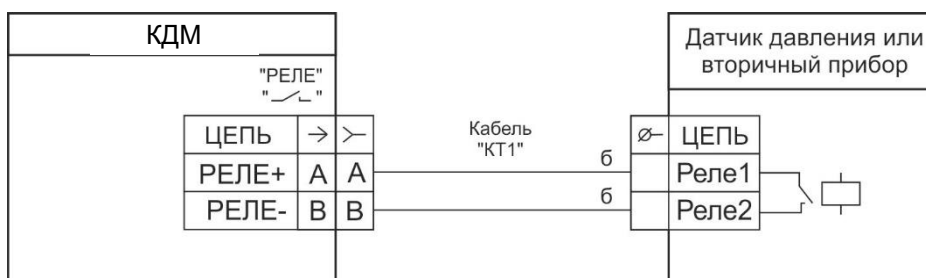 КДМ
Датчик давления или
вторичный прибор
"РЕЛЕ"
" "
ЦЕПЬ
Кабель
"КТ1"
ЦЕПЬ
РЕЛЕ+ А А б Реле1
РЕЛЕ- В В б Реле2